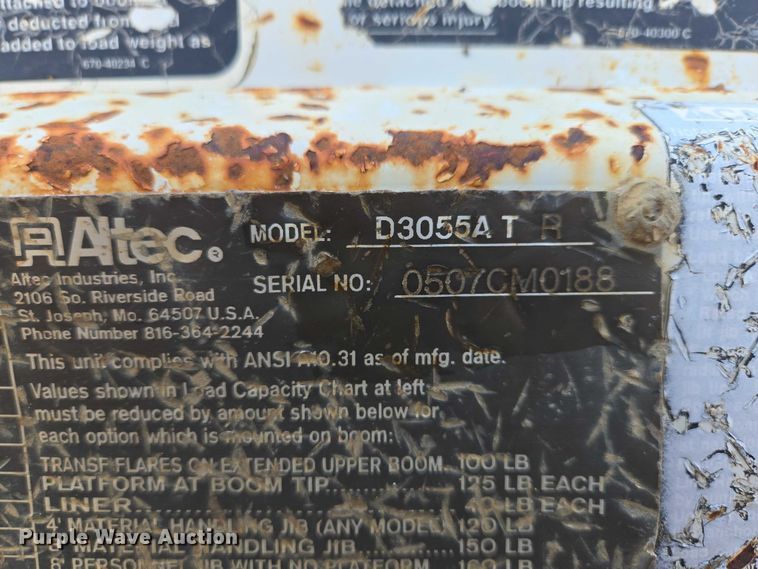 deducted from
added to load weight as
670-40234 C
of serious injury.
670-40300 C
Altec®
MODEL: D3055A T R
SERIAL NO: 0507CM0188
Altec Industries, Inc.
2106 So. Riverside Road
St. Joseph, Mo. 64507 U.S.A.
Phone Number 816-364-2244
This unit complies with ANSI A10.31 as of mfg. date.
Values shown in Load Capacity Chart at left
must be reduced by amount shown below for
each option which is mounted on boom:
TRANSF FLARES ON EXTENDED UPPER BOOM 100 LB
PLATFORM AT BOOM TIP 125 LB EACH
LINER 40 LB EACH
4' MATERIAL HANDLING JIB (ANY MODEL) 120 LB
MATERIAL HANDLING JIB 150 LB
JIB WITH NO PLATFORM
Purple Wave Auction